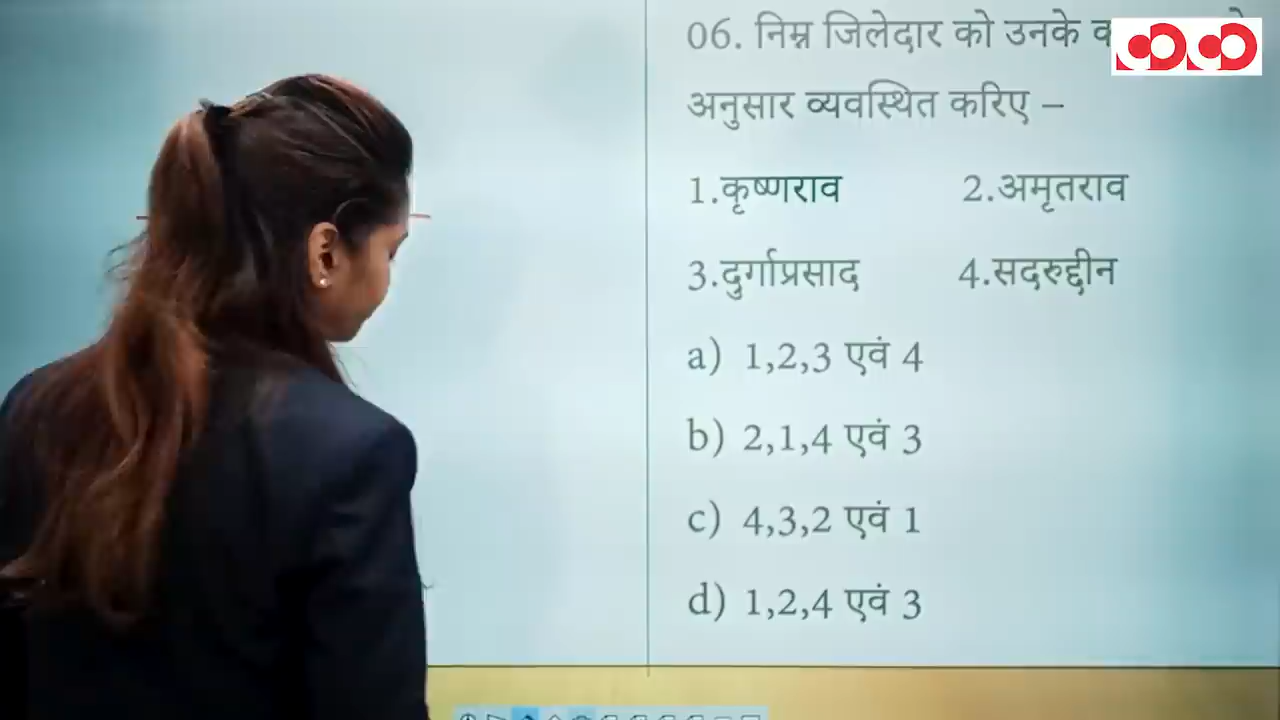 06. निम्न जिलेदार को उनके
अनुसार व्यवस्थित करिए –
1.कृष्णराव 2.अमृतराव
3.दुर्गाप्रसाद 4.सदरुद्दीन
a) 1,2,3 एवं 4
b) 2,1,4 एवं 3
c) 4,3,2 एवं 1
d) 1,2,4 एवं 3